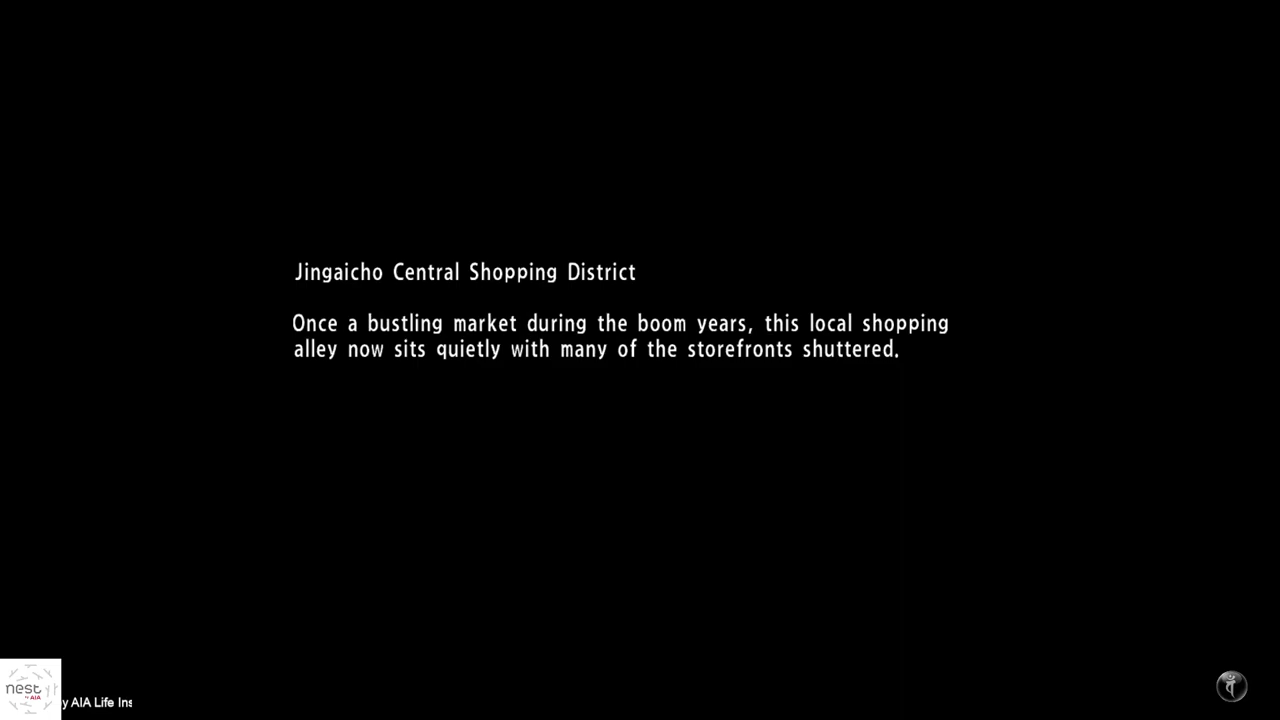 Jingaicho Central Shopping District
Once a bustling market during the boom years, this local shopping
alley now sits quietly with many of the storefronts shuttered.
nest
AIA
y AIA Life Ins